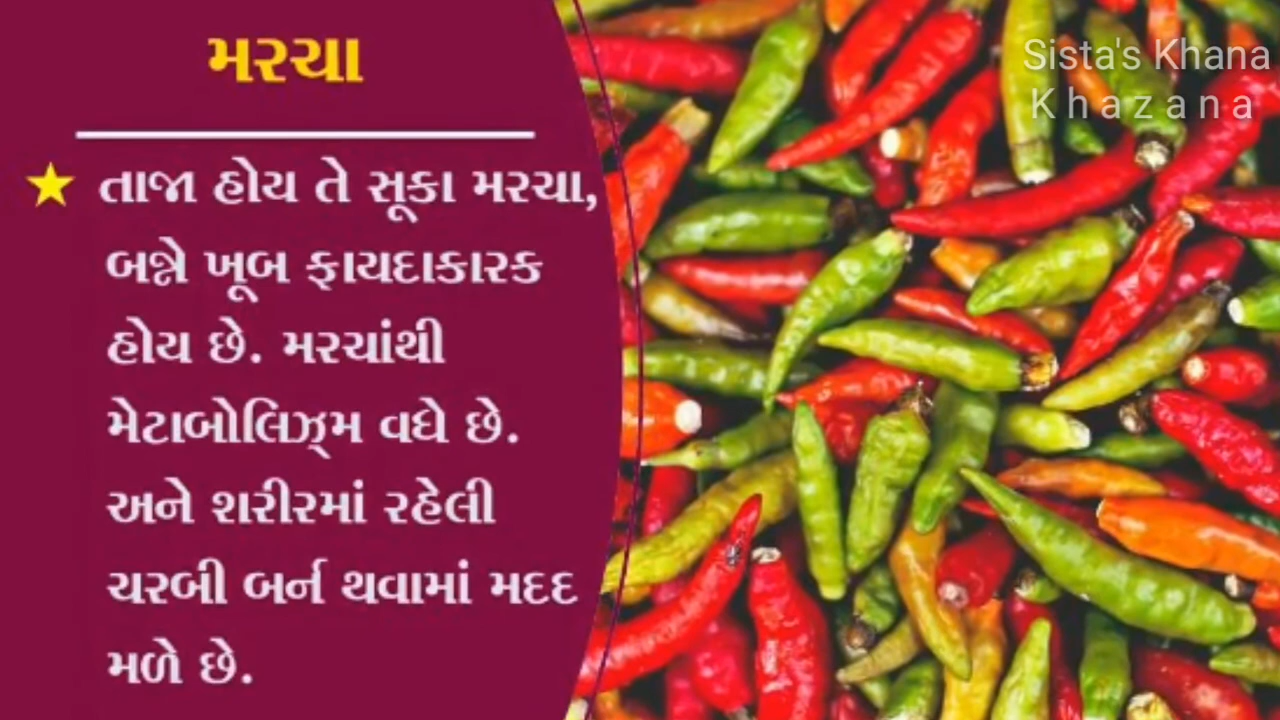 મરચા
તાજા હોય તે સૂકા મરચા,
બન્ને ખૂબ ફાયદાકારક
હોય છે. મરચાંથી
મેટાબોલિઝ્મ વધે છે.
અને શરીરમાં રહેલી
ચરબી બર્ન થવામાં મદદ
મળે છે.
Sista's Khana
Khazana